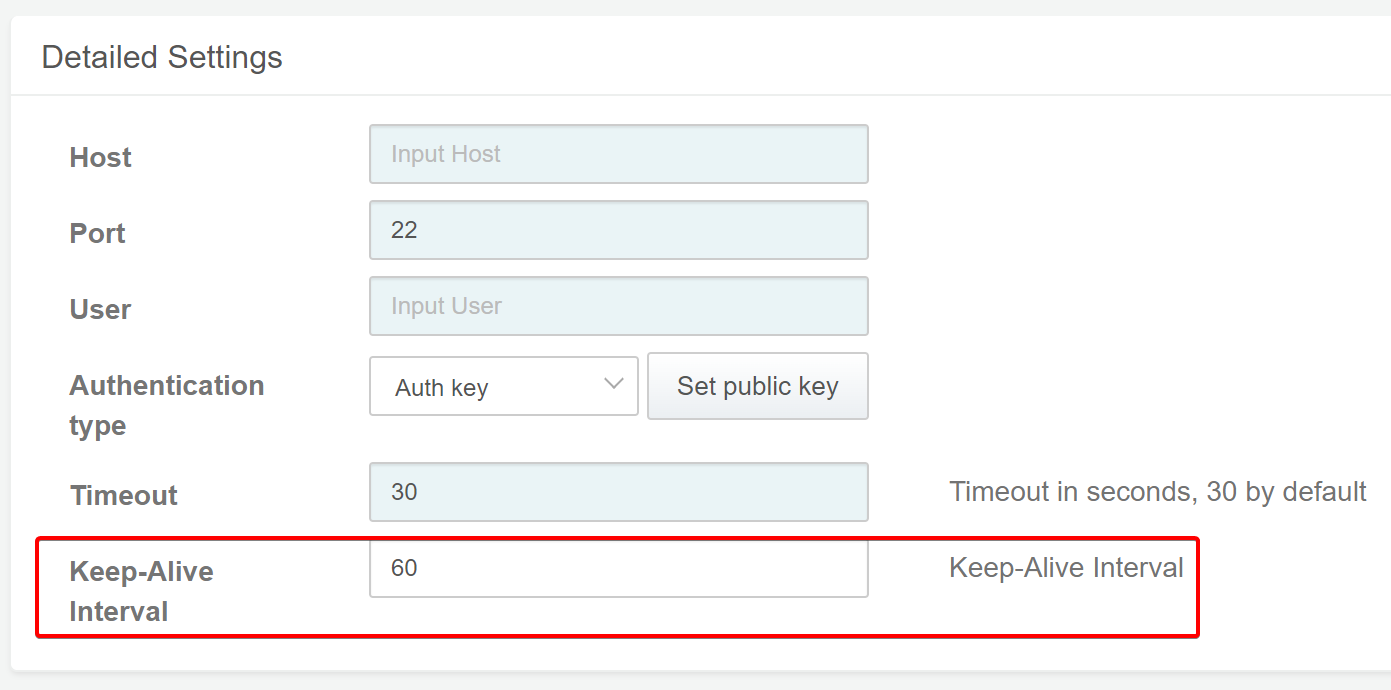 Detailed Settings
Host
Input Host
Port
22
User
Input User
Authentication
type
Auth key
Set public key
Timeout
30
Timeout in seconds, 30 by default
Keep-Alive
Interval
60
Keep-Alive Interval